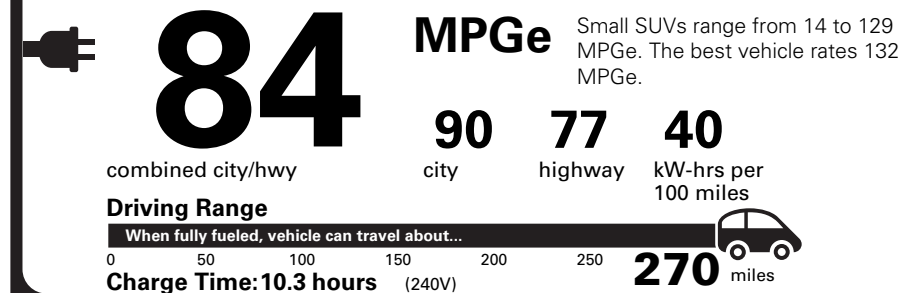 84
combined city/hwy
MPGe
Small SUVs range from 14 to 129
MPGe. The best vehicle rates 132
MPGe.
90
city
77
highway
40
kW-hrs per
100 miles
Driving Range
When fully fueled, vehicle can travel about...
0 50 100 150 200 250 270 miles
Charge Time: 10.3 hours (240V)